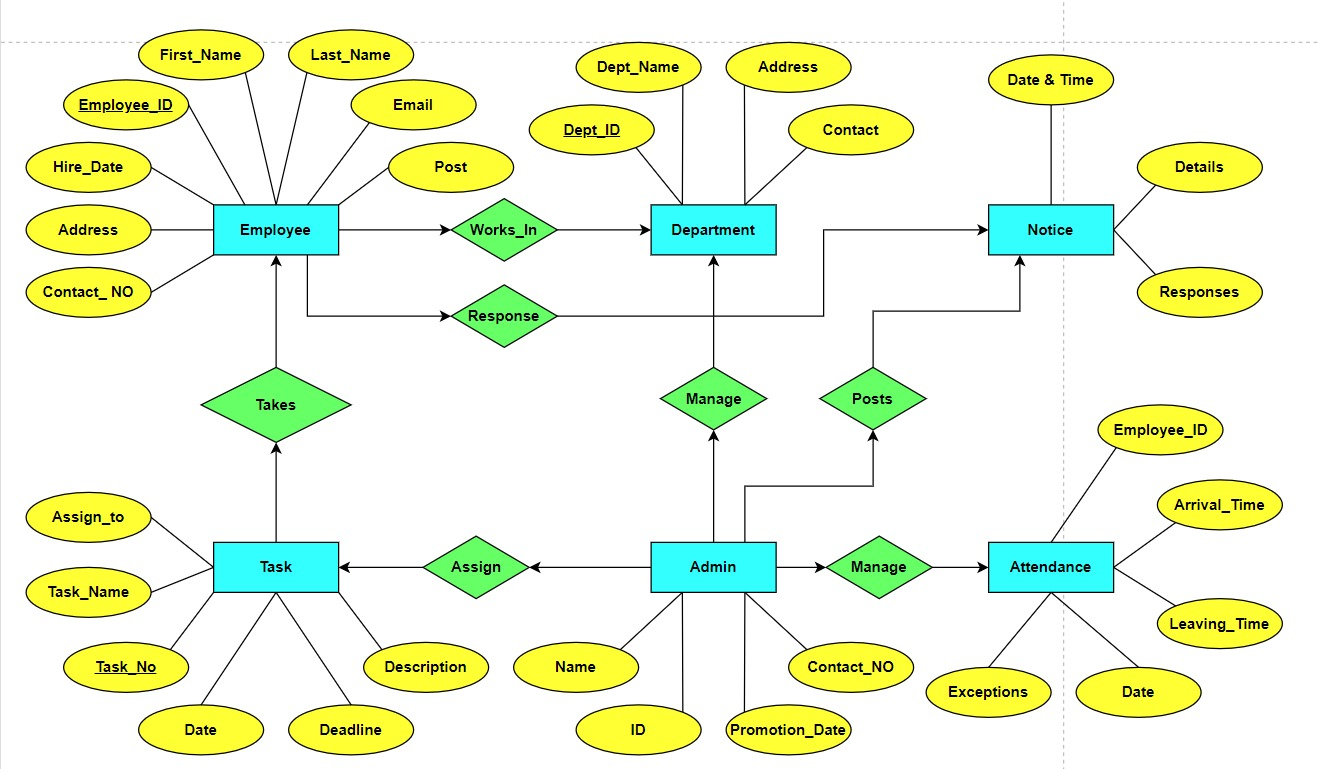 First_Name
Last_Name
Dept_Name
Address
Date & Time
Employee_ID
Email
Dept_ID
Contact
Hire_Date
Post
Details
Address
Employee
Works_In
Department
Notice
Contact_ NO
Responses
Response
Takes
Manage
Posts
Employee_ID
Arrival_Time
Assign_to
Task
Assign
Admin
Manage
Attendance
Task_Name
Leaving_Time
Task_No
Description
Name
Contact_NO
Exceptions
Date
Date
Deadline
ID
Promotion_Date